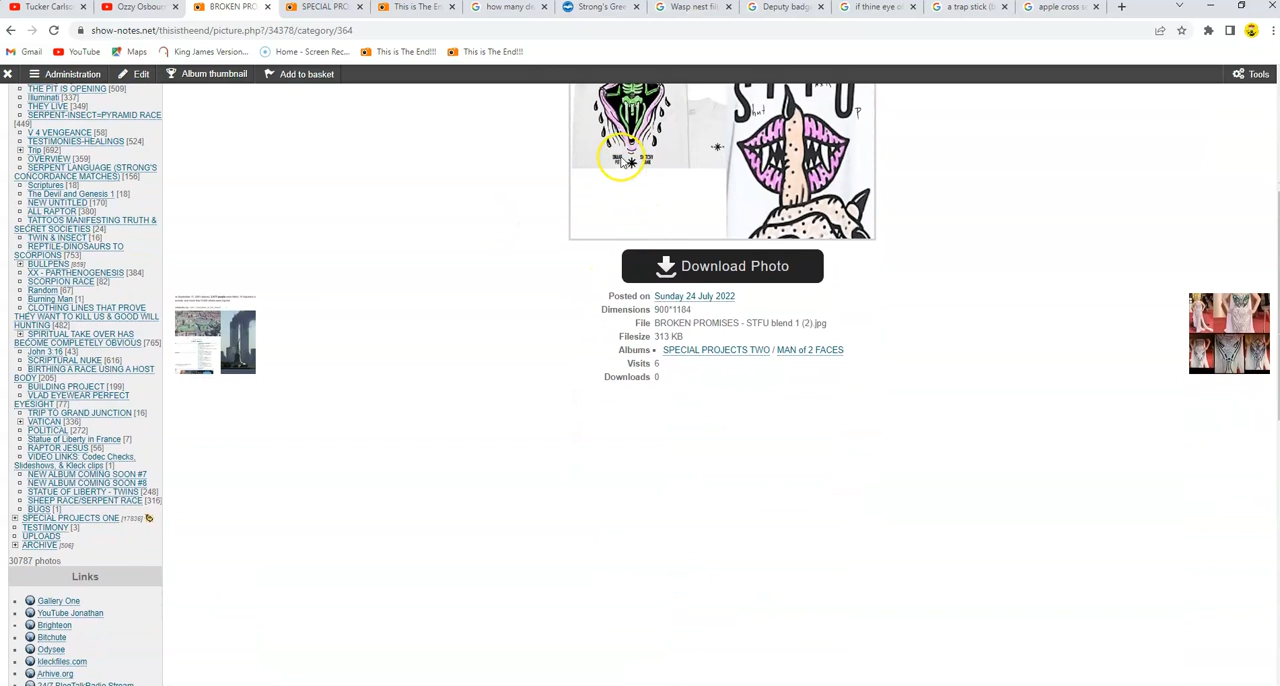 Tucker Carlson
Ozzy Osbourn
BROKEN PROM
SPECIAL PRO
This is The En
how many di
Strong's Gree
Wasp nest fill
Deputy badg
if thine eye of
a trap stick (t
apple cross s
show-notes.net/thisistheend/picture.php?/34378/category/364
Gmail
YouTube
Maps
King James Version...
Home - Screen Rec...
This is The End!!!
This is The End!!!
Administration
Edit
Album thumbnail
Add to basket
Tools
THE PIT IS OPENING [509]
Illuminati [337]
THEY LIVE [349]
SERPENT-INSECT=PYRAMID RACE
[449]
V 4 VENGEANCE [58]
TESTIMONIES-HEALINGS [524]
Trip [692]
OVERVIEW [359]
SERPENT LANGUAGE (STRONG'S
CONCORDANCE MATCHES) [156]
Scriptures [18]
The Devil and Genesis 1 [18]
NEW UNTITLED [170]
ALL RAPTOR [380]
TATTOOS MANIFESTING TRUTH &
SECRET SOCIETIES [24]
TWIN & INSECT [16]
REPTILE-DINOSAURS TO
SCORPIONS [753]
BULLPENS [859]
XX - PARTHENOGENESIS [384]
SCORPION RACE [82]
Random [67]
Burning Man [1]
CLOTHING LINES THAT PROVE
THEY WANT TO KILL US & GOOD WILL
HUNTING [482]
SPIRITUAL TAKE OVER HAS
BECOME COMPLETELY OBVIOUS [765]
John 3:16 [43]
SCRIPTURAL NUKE [616]
BIRTHING A RACE USING A HOST
BODY [205]
BUILDING PROJECT [199]
VLAD EYEWEAR PERFECT
EYESIGHT [77]
TRIP TO GRAND JUNCTION [16]
VATICAN [336]
POLITICAL [272]
Statue of Liberty in France [7]
RAPTOR JESUS [56]
VIDEO LINKS: Codec Checks,
Slideshows, & Kleck clips [1]
NEW ALBUM COMING SOON #7
NEW ALBUM COMING SOON #8
STATUE OF LIBERTY - TWINS [248]
SHEEP RACE/SERPENT RACE [316]
BUGS [1]
SPECIAL PROJECTS ONE [17836]
TESTIMONY [3]
UPLOADS
ARCHIVE [506]
30787 photos
Links
Gallery One
YouTube Jonathan
Brighteon
Bitchute
Odysee
kleckfiles.com
Arhive.org
24/7 BlogTalkRadio Stream
STFU
hut
p
Download Photo
Posted on Sunday 24 July 2022
Dimensions 900*1184
File BROKEN PROMISES - STFU blend 1 (2).jpg
Filesize 313 KB
Albums SPECIAL PROJECTS TWO / MAN of 2 FACES
Visits 6
Downloads 0